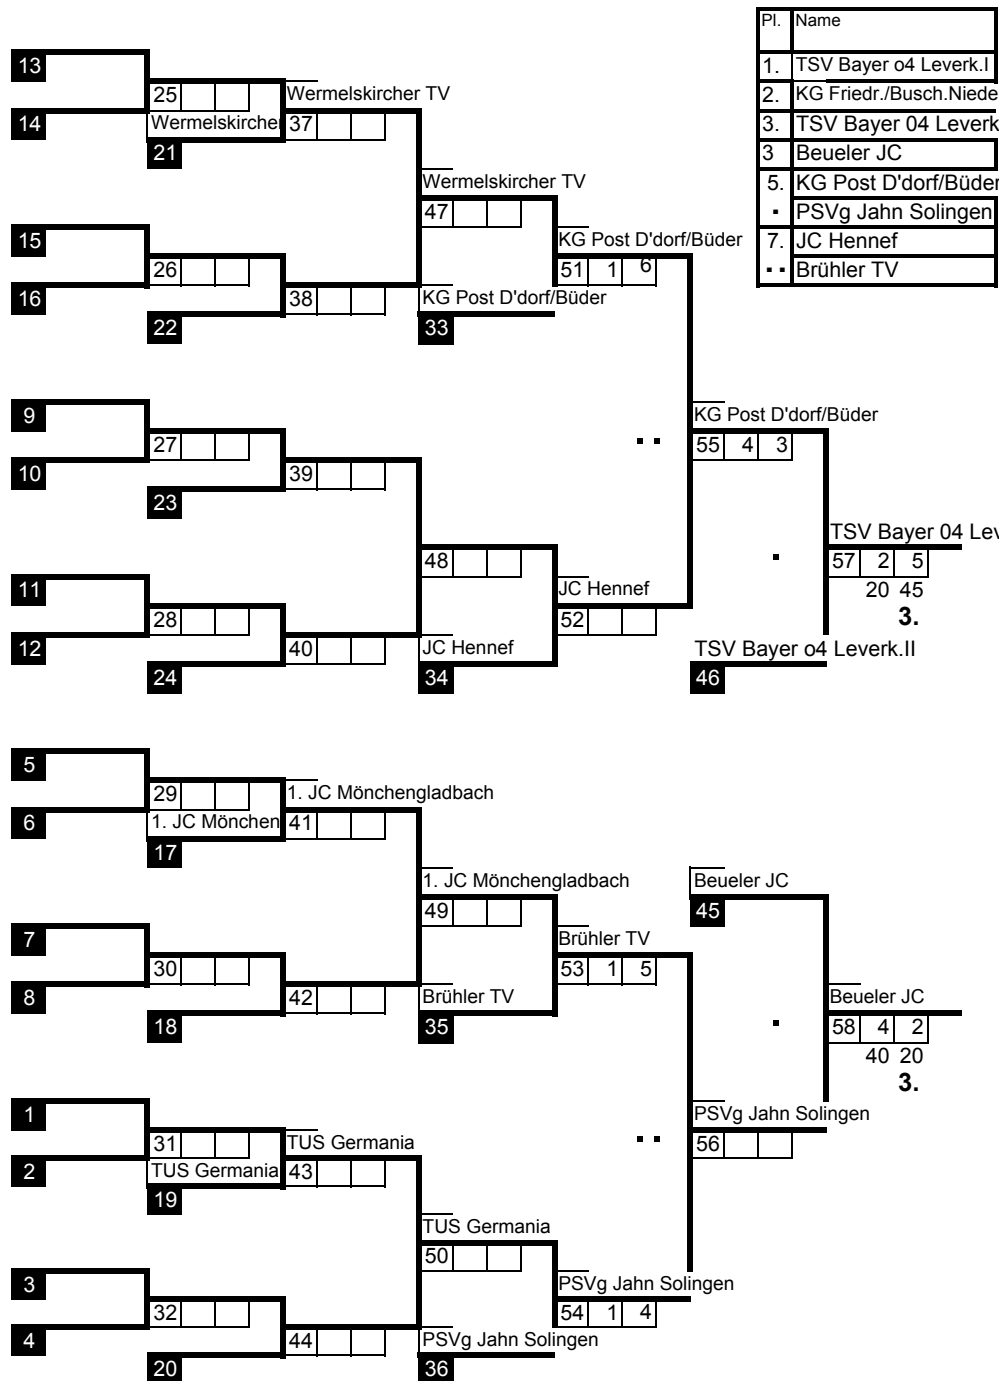 Pl. Name
1. TSV Bayer o4 Leverk.I
2. KG Friedr./Busch.Niede
3. TSV Bayer 04 Leverk
3 Beueler JC
5. KG Post D'dorf/Büder
. PSVg Jahn Solingen
7. JC Hennef
. . Brühler TV
13
25 Wermelskircher TV
14 Wermelskirche 37
21
Wermelskircher TV
47
15 KG Post D'dorf/Büder
26 51 1 6
16 38 KG Post D'dorf/Büder
22 33
9 KG Post D'dorf/Büder
27 . . 55 4 3
10 39
23
TSV Bayer 04 Lev
48 . 57 2 5
11 JC Hennef 20 45
28 52 3.
12 40 JC Hennef TSV Bayer o4 Leverk.II
24 34 46
5
29 1. JC Mönchengladbach
6 1. JC Mönchen 41
17
1. JC Mönchengladbach Beueler JC
49 45
7 Brühler TV
30 53 1 5
8 42 Brühler TV Beueler JC
18 35 . 58 4 2
40 20
3.
1 PSVg Jahn Solingen
31 TUS Germania . . 56
2 TUS Germania 43
19
TUS Germania
50
3 PSVg Jahn Solingen
32 54 1 4
4 44 PSVg Jahn Solingen
20 36